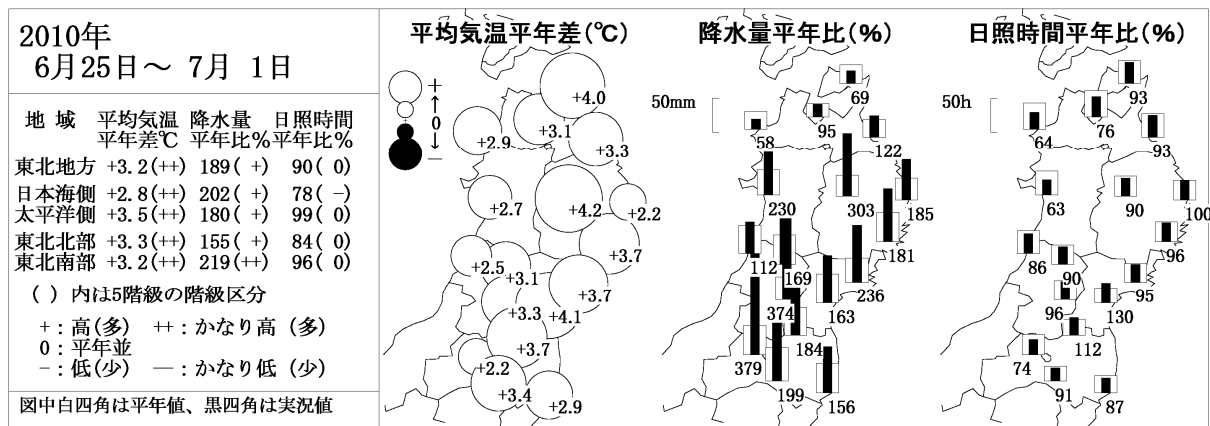 2010年
6月25日～ 7月 1日
地 域 平均気温 降水量 日照時間
平年差℃ 平年比% 平年比%
東北地方 +3.2(++) 189( +) 90( 0)
日本海側 +2.8(++) 202( +) 78( -)
太平洋側 +3.5(++) 180( +) 99( 0)
東北北部 +3.3(++) 155( +) 84( 0)
東北南部 +3.2(++) 219(++) 96( 0)
( ) 内は5階級の階級区分
+：高(多) ++：かなり高 (多)
0：平年並
－：低(少) ―：かなり低 (少)
図中白四角は平年値、黒四角は実況値
平均気温平年差(℃)
+
↑
0
↓
－
+4.0
+3.1
+2.9
+3.3
+2.7
+4.2
+2.2
+3.7
+2.5
+3.1
+3.7
+3.3
+4.1
+3.7
+2.2
+3.4
+2.9
降水量平年比(%)
50mm
69
95
58
122
230
303
185
181
112
169
236
374
163
184
379
199
156
日照時間平年比(%)
50h
93
76
64
93
63
90
100
96
86
90
95
96
130
112
74
91
87